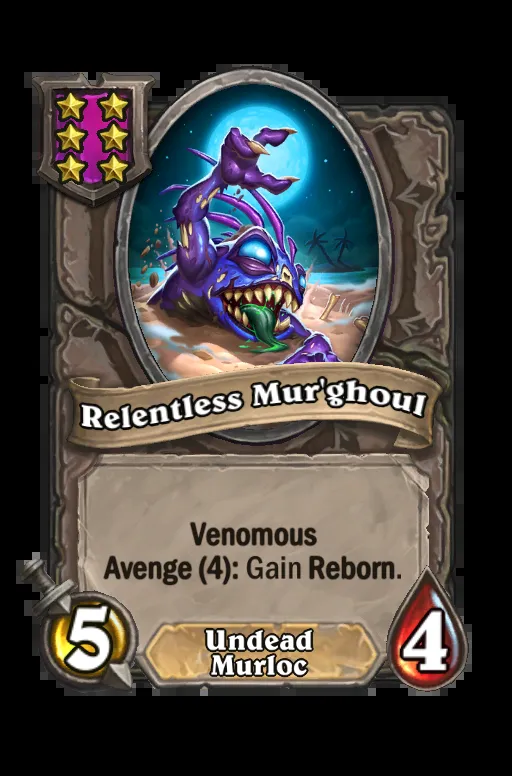 Relentless Mur'ghoul
Venomous
Avenge (4): Gain Reborn.
5
Undead
Murloc
4